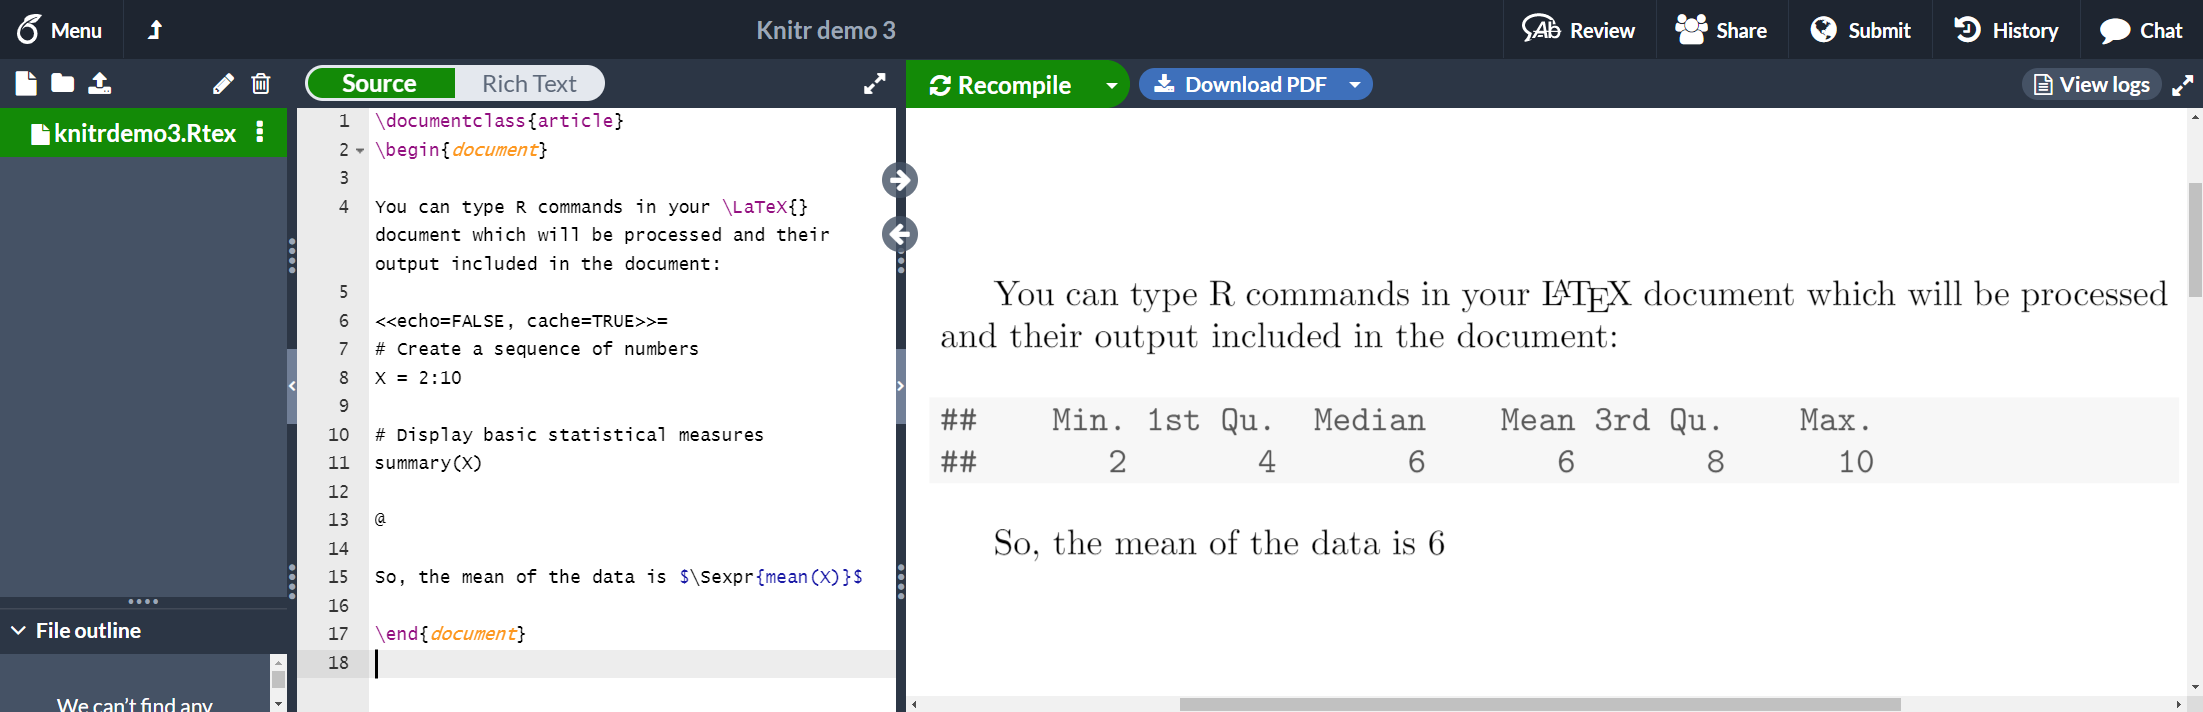 Menu
Knitr demo 3
Review
Share
Submit
History
Chat
Source
Rich Text
Recompile
Download PDF
View logs
knitrdemo3.Rtex
File outline
We can't find any
1 \documentclass{article}
2 \begin{document}
3
4 You can type R commands in your \LaTeX{}
document which will be processed and their
output included in the document:
5
6 <<echo=FALSE, cache=TRUE>>=
7 # Create a sequence of numbers
8 X = 2:10
9
10 # Display basic statistical measures
11 summary(X)
12
13 @
14
15 So, the mean of the data is $\Sexpr{mean(X)}$
16
17 \end{document}
18
You can type R commands in your LATEX document which will be processed
and their output included in the document:
## Min. 1st Qu. Median Mean 3rd Qu. Max.
## 2 4 6 6 8 10
So, the mean of the data is 6